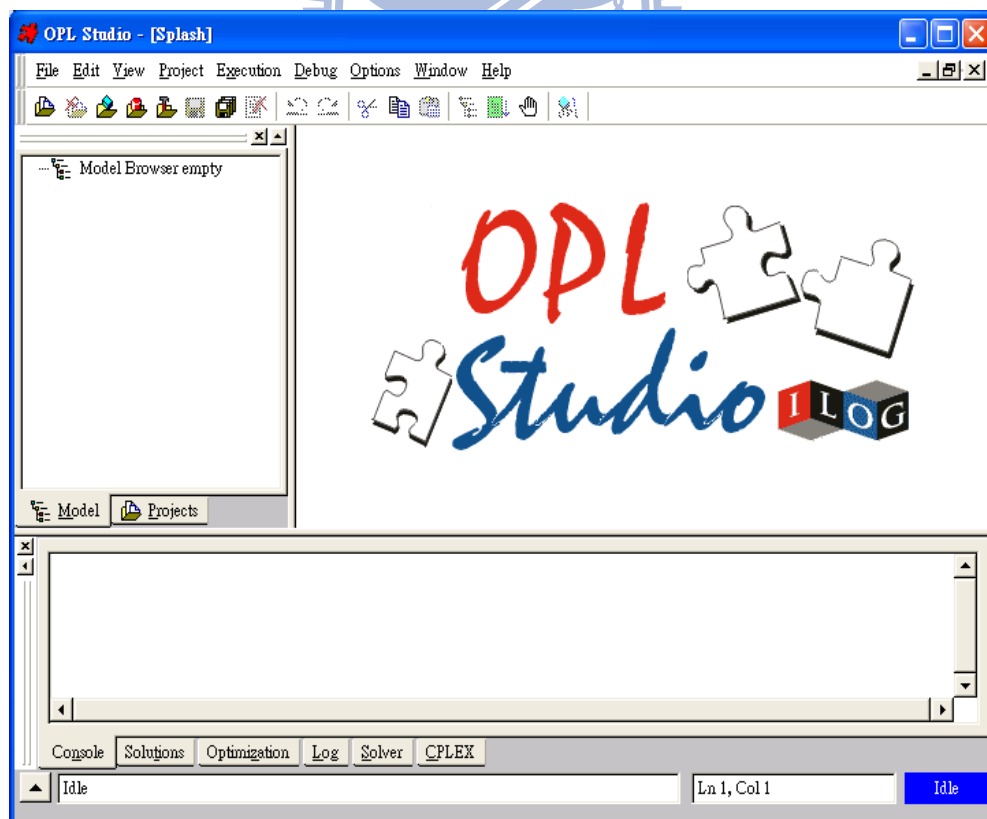 OPL Studio - [Splash]
File Edit View Project Execution Debug Options Window Help
Model Browser empty
OPL
Studio ILOG
Model Projects
Console Solutions Optimization Log Solver CPLEX
Idle Ln 1, Col 1 Idle